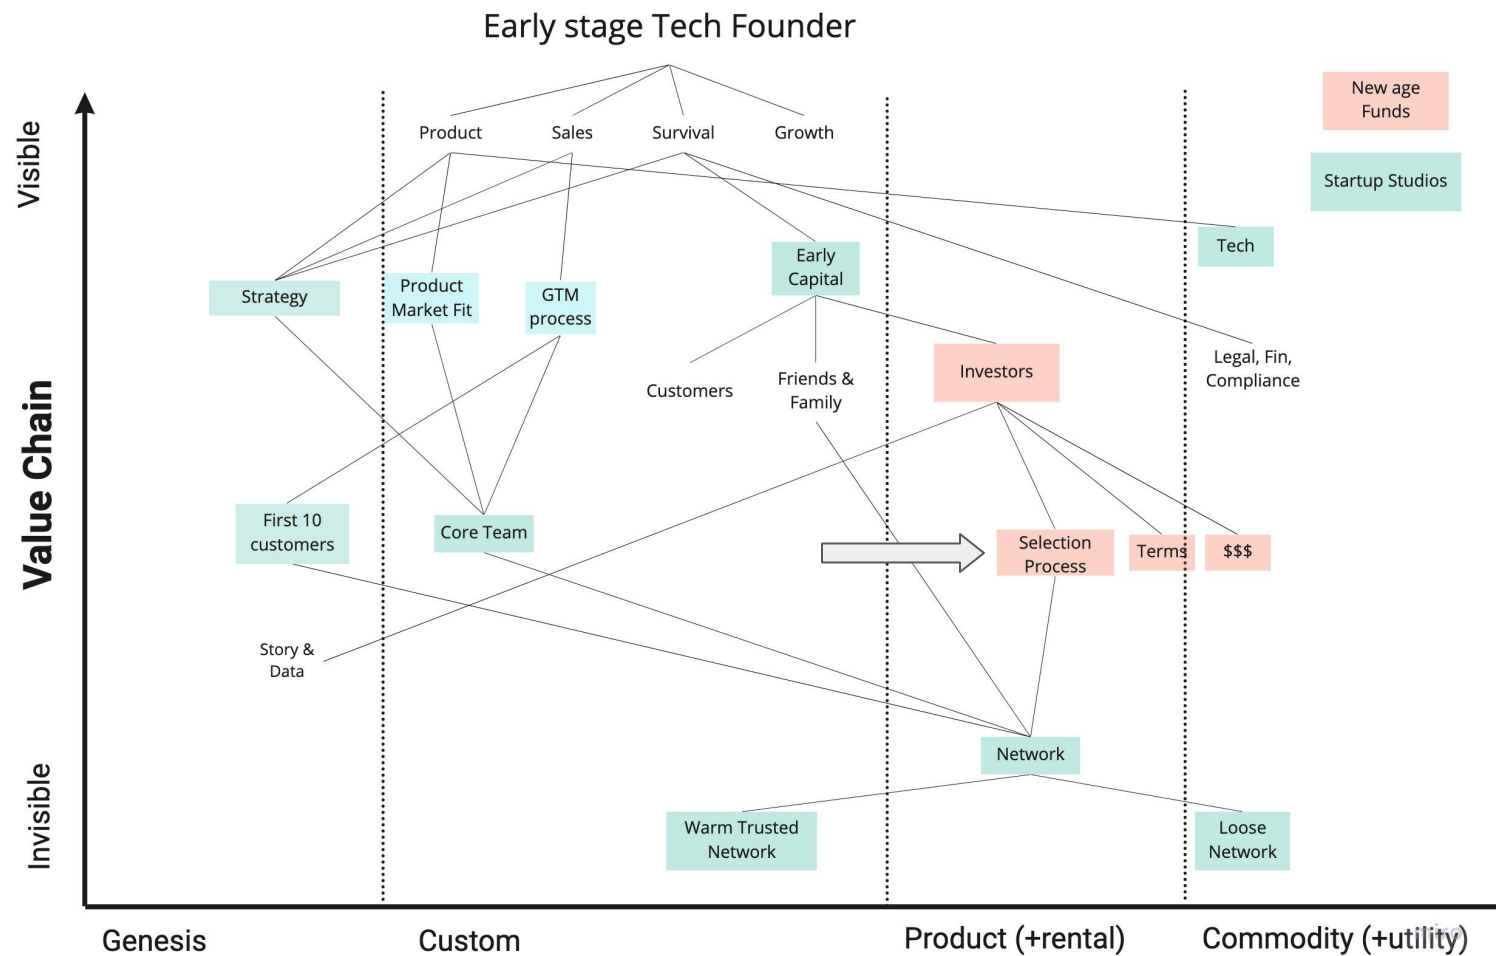 Early stage Tech Founder
New age
Funds
Visible
Product
Sales
Survival
Growth
Startup Studios
Tech
Early
Capital
Strategy
Product
Market Fit
GTM
process
Legal, Fin,
Compliance
Investors
Customers
Friends &
Family
Value Chain
First 10
customers
Core Team
Selection
Process
Terms
$$$
Story &
Data
Network
Invisible
Warm Trusted
Network
Loose
Network
Genesis
Custom
Product (+rental)
Commodity (+utility)
miro